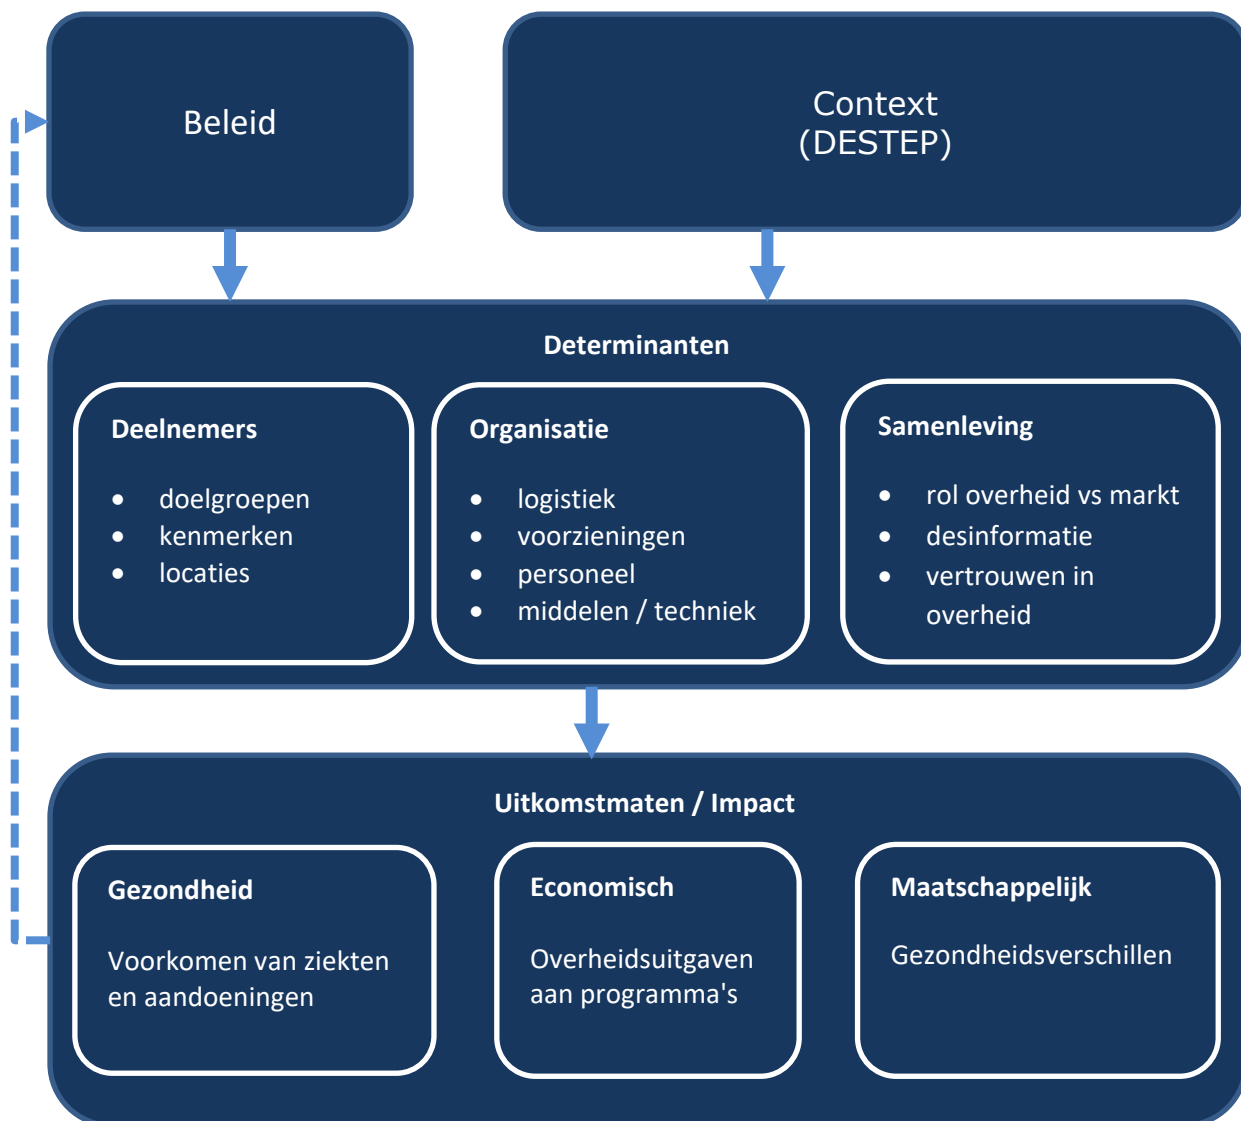 Beleid
Context
(DESTEP)
Determinanten
Deelnemers
• doelgroepen
• kenmerken
• locaties
Organisatie
• logistiek
• voorzieningen
• personeel
• middelen / techniek
Samenleving
• rol overheid vs markt
• desinformatie
• vertrouwen in
overheid
Uitkomstmaten / Impact
Gezondheid
Voorkomen van ziekten
en aandoeningen
Economisch
Overheidsuitgaven
aan programma's
Maatschappelijk
Gezondheidsverschillen